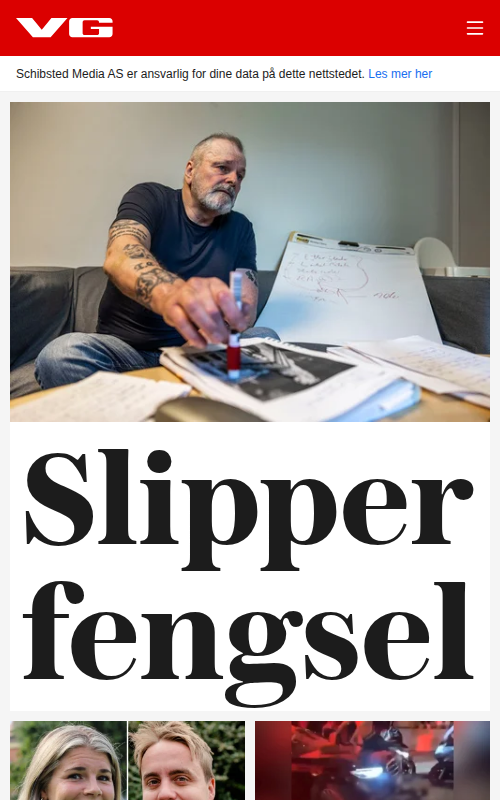 VG
Schibsted Media AS er ansvarlig for dine data på dette nettstedet. Les mer her
Slipper
fengsel